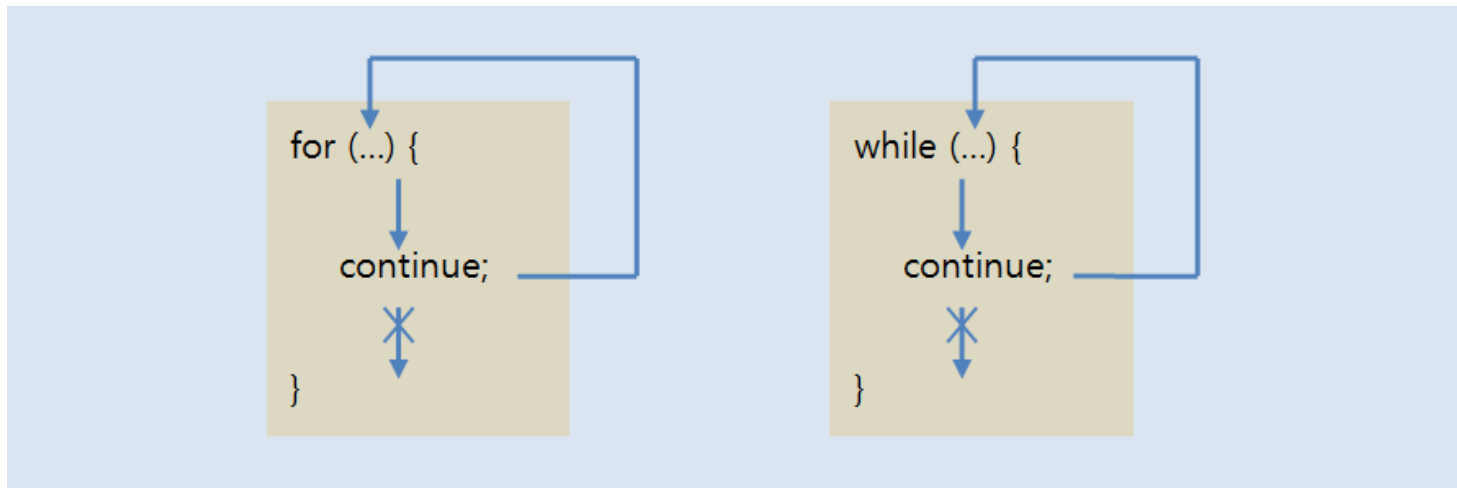 for (...) {
continue;
}
while (...) {
continue;
}